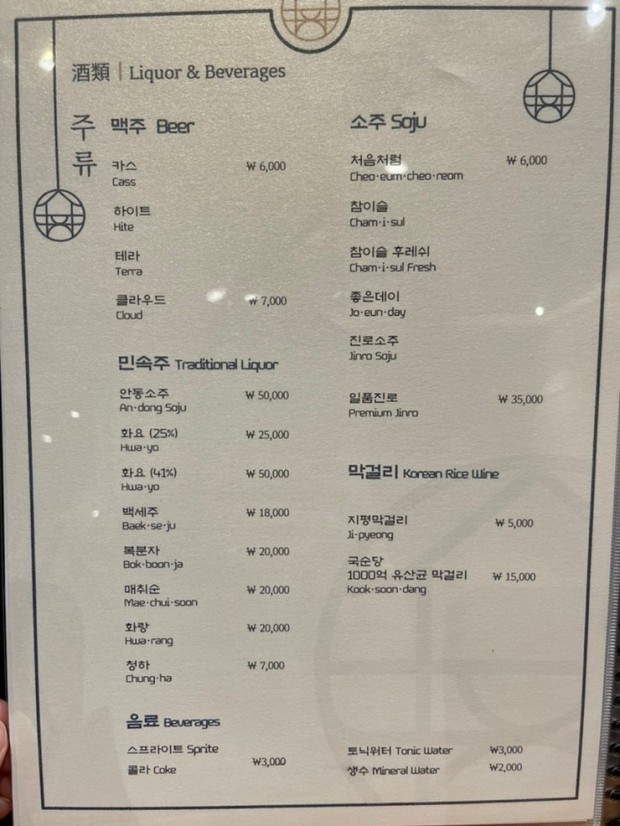 酒類 | Liquor & Beverages
주류
맥주 Beer
카스 ₩ 6,000
Cass
하이트
Hite
테라
Terra
클라우드 ₩ 7,000
Cloud
민속주 Traditional Liquor
안동소주 ₩ 50,000
An·dong Soju
화요 (25%) ₩ 25,000
Hwa·yo
화요 (41%) ₩ 50,000
Hwa·yo
백세주 ₩ 18,000
Baek·se·ju
복분자 ₩ 20,000
Bok·boon·ja
매취순 ₩ 20,000
Mae·chui·soon
화랑 ₩ 20,000
Hwa·rang
청하 ₩ 7,000
Chung·ha
소주 Soju
처음처럼 ₩ 6,000
Cheo·eum·cheo·reom
참이슬
Cham·i·sul
참이슬 후레쉬
Cham·i·sul Fresh
좋은데이
Jo·eun·day
진로소주
Jinro Soju
일품진로 ₩ 35,000
Premium Jinro
막걸리 Korean Rice Wine
지평막걸리 ₩ 5,000
Ji·pyeong
국순당
1000억 유산균 막걸리 ₩ 15,000
Kook·soon·dang
음료 Beverages
스프라이트 Sprite
콜라 Coke
₩3,000
토닉워터 Tonic Water ₩3,000
생수 Mineral Water ₩2,000